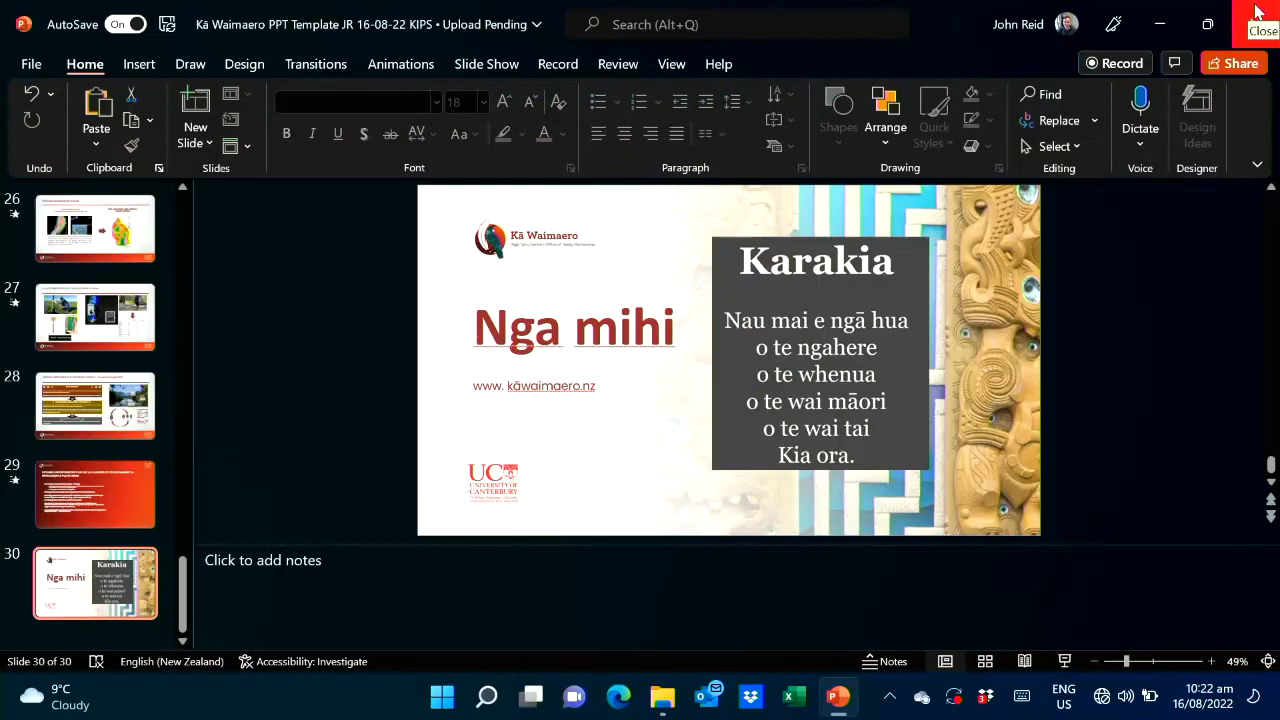 AutoSave On Kā Waimaero PPT Template JR 16-08-22 KIPS • Upload Pending Search (Alt+Q) John Reid
Close
File Home Insert Draw Design Transitions Animations Slide Show Record Review View Help Record Share
18
Paste New Slide Shapes Arrange Quick Styles Find Replace Select Dictate Design Ideas
Undo Clipboard Slides Font Paragraph Drawing Editing Voice Designer
26
27
28
29
30
Kā Waimaero
Nga mihi
www. kāwaimaero.nz
UC
UNIVERSITY OF
CANTERBURY
Karakia
Nau mai e ngā hua
o te ngahere
o te whenua
o te wai māori
o te wai tai
Kia ora.
Click to add notes
Slide 30 of 30 English (New Zealand) Accessibility: Investigate Notes 49%
9°C
Cloudy
ENG
US
10:22 am
16/08/2022